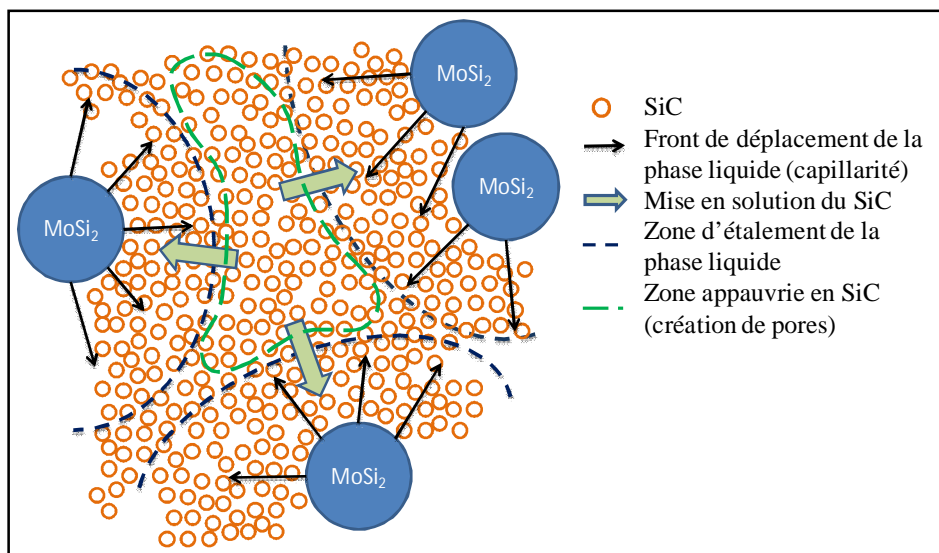 MoSi2
MoSi2
MoSi2
MoSi2
SiC
Front de déplacement de la
phase liquide (capillarité)
Mise en solution du SiC
Zone d'étalement de la
phase liquide
Zone appauvrie en SiC
(création de pores)